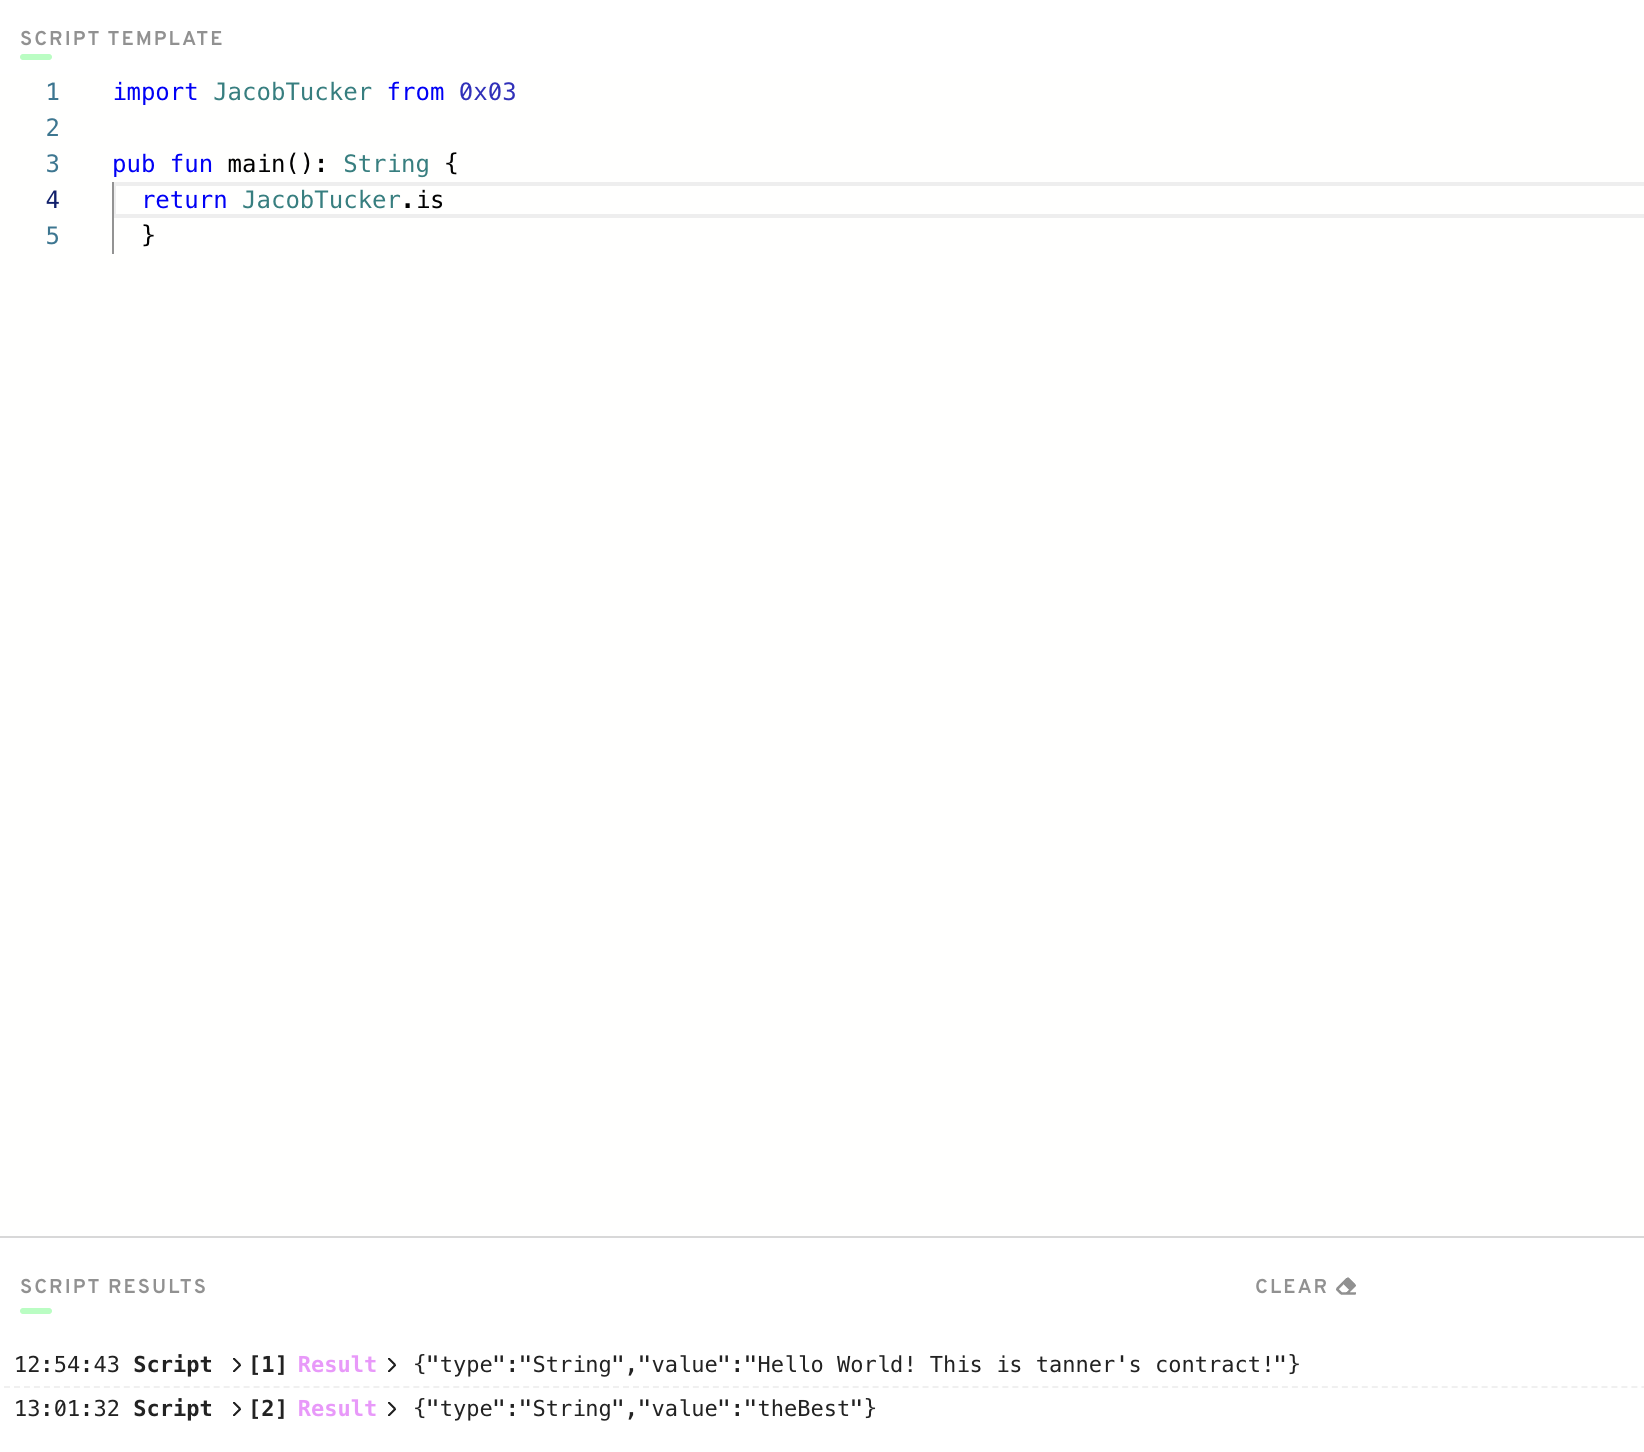 SCRIPT TEMPLATE
1 import JacobTucker from 0x03
2
3 pub fun main(): String {
4   return JacobTucker.is
5   }
SCRIPT RESULTS CLEAR
12:54:43 Script >[1] Result > {"type":"String","value":"Hello World! This is tanner's contract!"}
13:01:32 Script >[2] Result > {"type":"String","value":"theBest"}